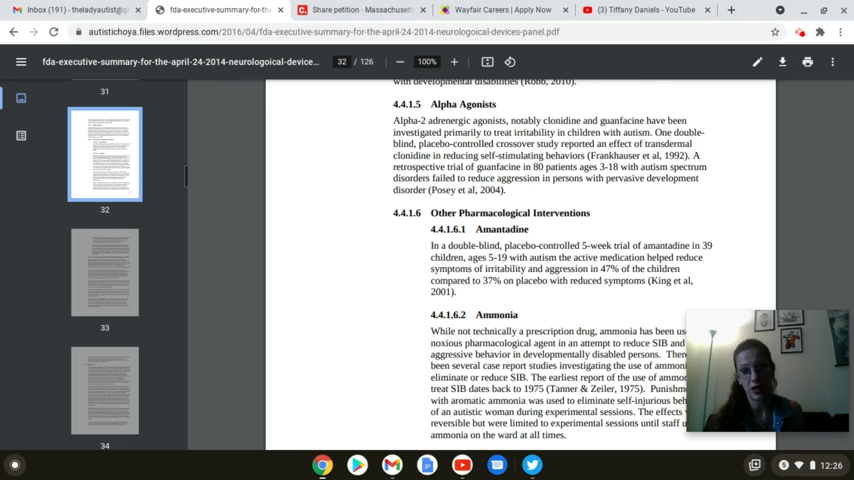 Inbox (191) - theladyautist@g
fda-executive-summary-for-the
Share petition · Massachuset
Wayfair Careers | Apply Now
(3) Tiffany Daniels - YouTube
autistichoya.files.wordpress.com/2016/04/fda-executive-summary-for-the-april-24-2014-neurologoical-devices-panel.pdf
fda-executive-summary-for-the-april-24-2014-neurologoical-devices...
32 / 126
100%
31
32
33
34
with developmental disabilities (Robb, 2010).
4.4.1.5 Alpha Agonists
Alpha-2 adrenergic agonists, notably clonidine and guanfacine have been
investigated primarily to treat irritability in children with autism. One double-
blind, placebo-controlled crossover study reported an effect of transdermal
clonidine in reducing self-stimulating behaviors (Frankhauser et al, 1992). A
retrospective trial of guanfacine in 80 patients ages 3-18 with autism spectrum
disorders failed to reduce aggression in persons with pervasive development
disorder (Posey et al, 2004).
4.4.1.6 Other Pharmacological Interventions
4.4.1.6.1 Amantadine
In a double-blind, placebo-controlled 5-week trial of amantadine in 39
children, ages 5-19 with autism the active medication helped reduce
symptoms of irritability and aggression in 47% of the children
compared to 37% on placebo with reduced symptoms (King et al,
2001).
4.4.1.6.2 Ammonia
While not technically a prescription drug, ammonia has been
noxious pharmacological agent in an attempt to reduce SIB and
aggressive behavior in developmentally disabled persons.
been several case report studies investigating the use of
eliminate or reduce SIB. The earliest report of the use of
treat SIB dates back to 1975 (Tanner & Zeiler, 1975).
with aromatic ammonia was used to eliminate self-injurious
of an autistic woman during experimental sessions. The effects
reversible but were limited to experimental sessions until staff
ammonia on the ward at all times.
12:26